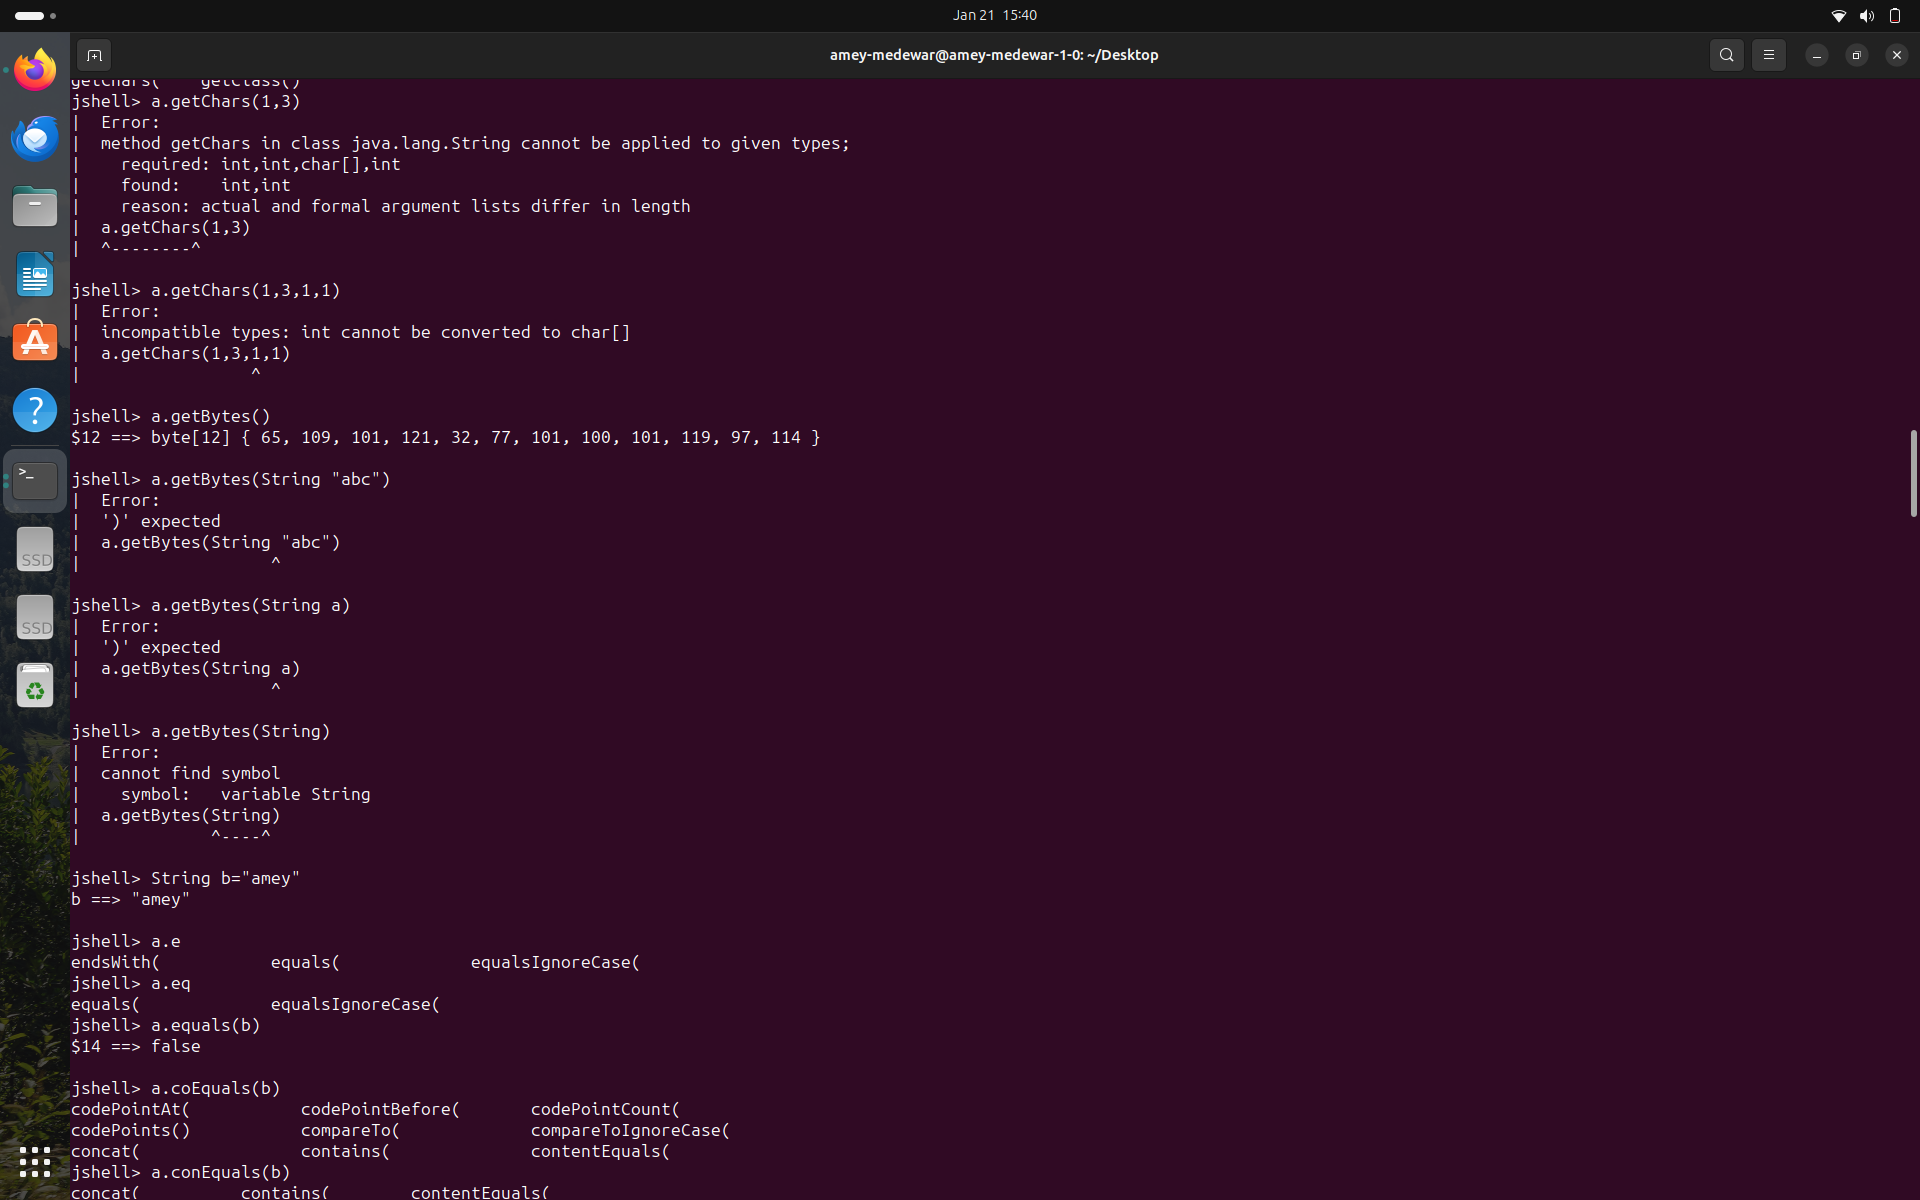 Jan 21 15:40
amey-medewar@amey-medewar-1-0: ~/Desktop
getChars(    getClass()
jshell> a.getChars(1,3)
|  Error:
|  method getChars in class java.lang.String cannot be applied to given types;
|    required: int,int,char[],int
|    found:    int,int
|    reason: actual and formal argument lists differ in length
|  a.getChars(1,3)
|  ^--------^
jshell> a.getChars(1,3,1,1)
|  Error:
|  incompatible types: int cannot be converted to char[]
|  a.getChars(1,3,1,1)
|                 ^
jshell> a.getBytes()
$12 ==> byte[12] { 65, 109, 101, 121, 32, 77, 101, 100, 101, 119, 97, 114 }
jshell> a.getBytes(String "abc")
|  Error:
|  ')' expected
|  a.getBytes(String "abc")
|                   ^
jshell> a.getBytes(String a)
|  Error:
|  ')' expected
|  a.getBytes(String a)
|                   ^
jshell> a.getBytes(String)
|  Error:
|  cannot find symbol
|    symbol:   variable String
|  a.getBytes(String)
|             ^----^
jshell> String b="amey"
b ==> "amey"
jshell> a.e
endsWith(           equals(             equalsIgnoreCase(
jshell> a.eq
equals(             equalsIgnoreCase(
jshell> a.equals(b)
$14 ==> false
jshell> a.coEquals(b)
codePointAt(           codePointBefore(       codePointCount(
codePoints()           compareTo(             compareToIgnoreCase(
concat(                contains(              contentEquals(
jshell> a.conEquals(b)
concat(          contains(        contentEquals(
SSD
SSD